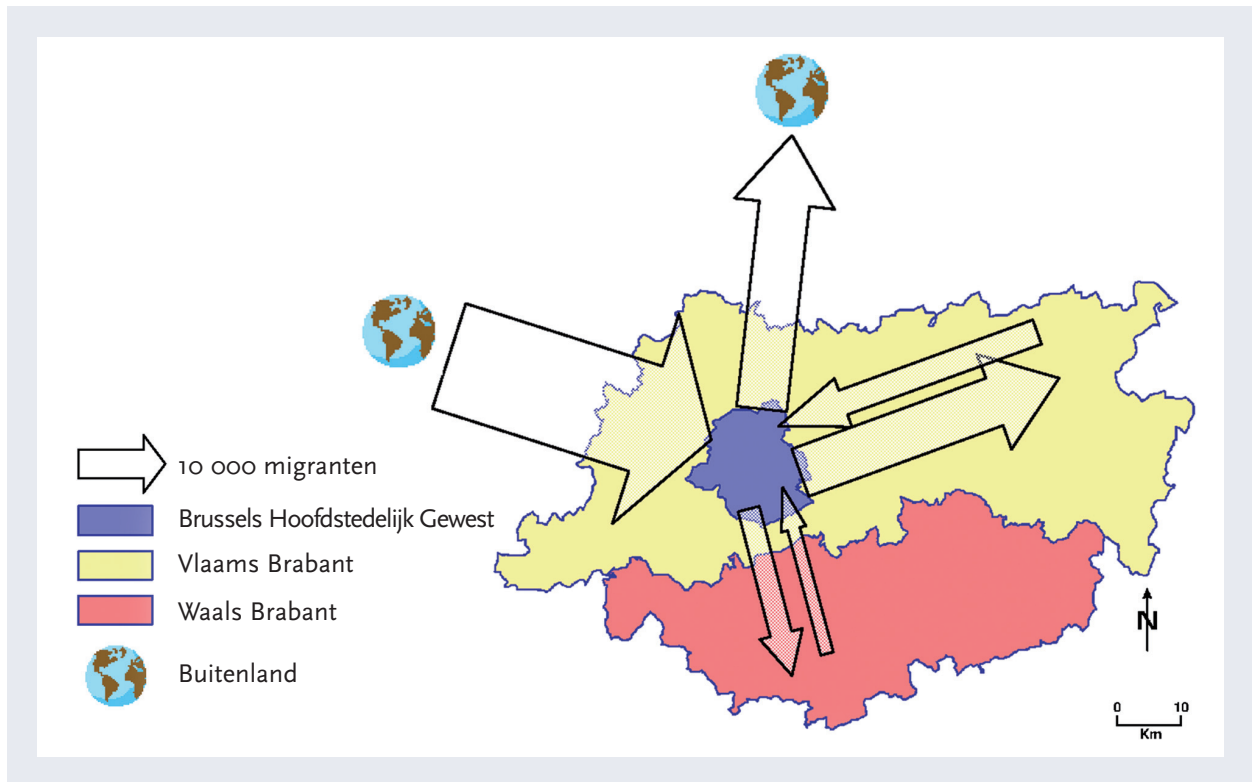 10 000 migranten
Brussels Hoofdstedelijk Gewest
Vlaams Brabant
Waals Brabant
Buitenland
N
0 10
Km